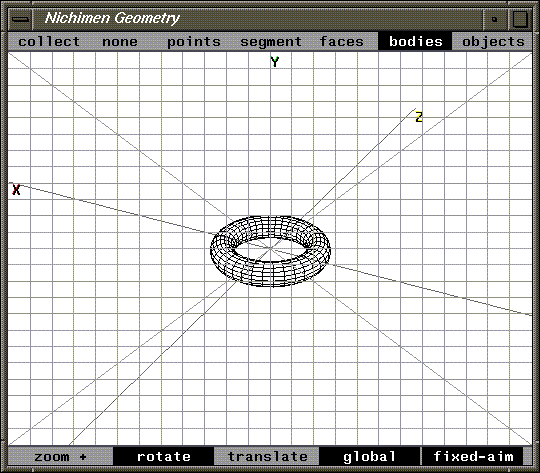 Nichimen Geometry
collect none points segment faces bodies objects
Y
Z
X
zoom + rotate translate global fixed-aim